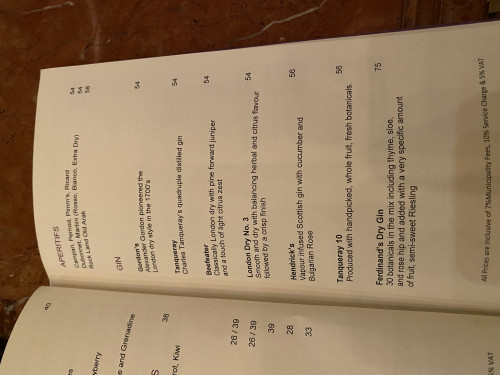 40
wberry
e and Grenadine
S
38
rot, Kiwi
26 / 39
26 / 39
39
28
33
5% VAT
APERITIFS
Campari, Pernod, Pimm's, Ricard 54
Dubonnet, Martini (Rosso, Bianco, Extra Dry) 54
Rock Land Oud Arak 56
GIN
Gordon's 54
Alexander Gordon pioneered the
London dry style in the 1700's
Tanqueray 54
Charles Tanqueray's quadruple distilled gin
Beefeater 54
Classically London dry with pine forward juniper
and a touch of light citrus zest
London Dry No. 3 54
Smooth and dry with balancing herbal and citrus flavour
followed by a crisp finish
Hendrick's 56
Vapour infused Scottish gin with cucumber and
Bulgarian Rose
Tanqueray 10 56
Produced with handpicked, whole fruit, fresh botanicals.
Ferdinand's Dry Gin 75
30 botanicals in the mix including thyme, sloe,
and rose hip and added with a very specific amount
of fruit, semi-sweet Riesling
All Prices are Inclusive of 7%Municipality Fees, 10% Service Charge & 5% VAT